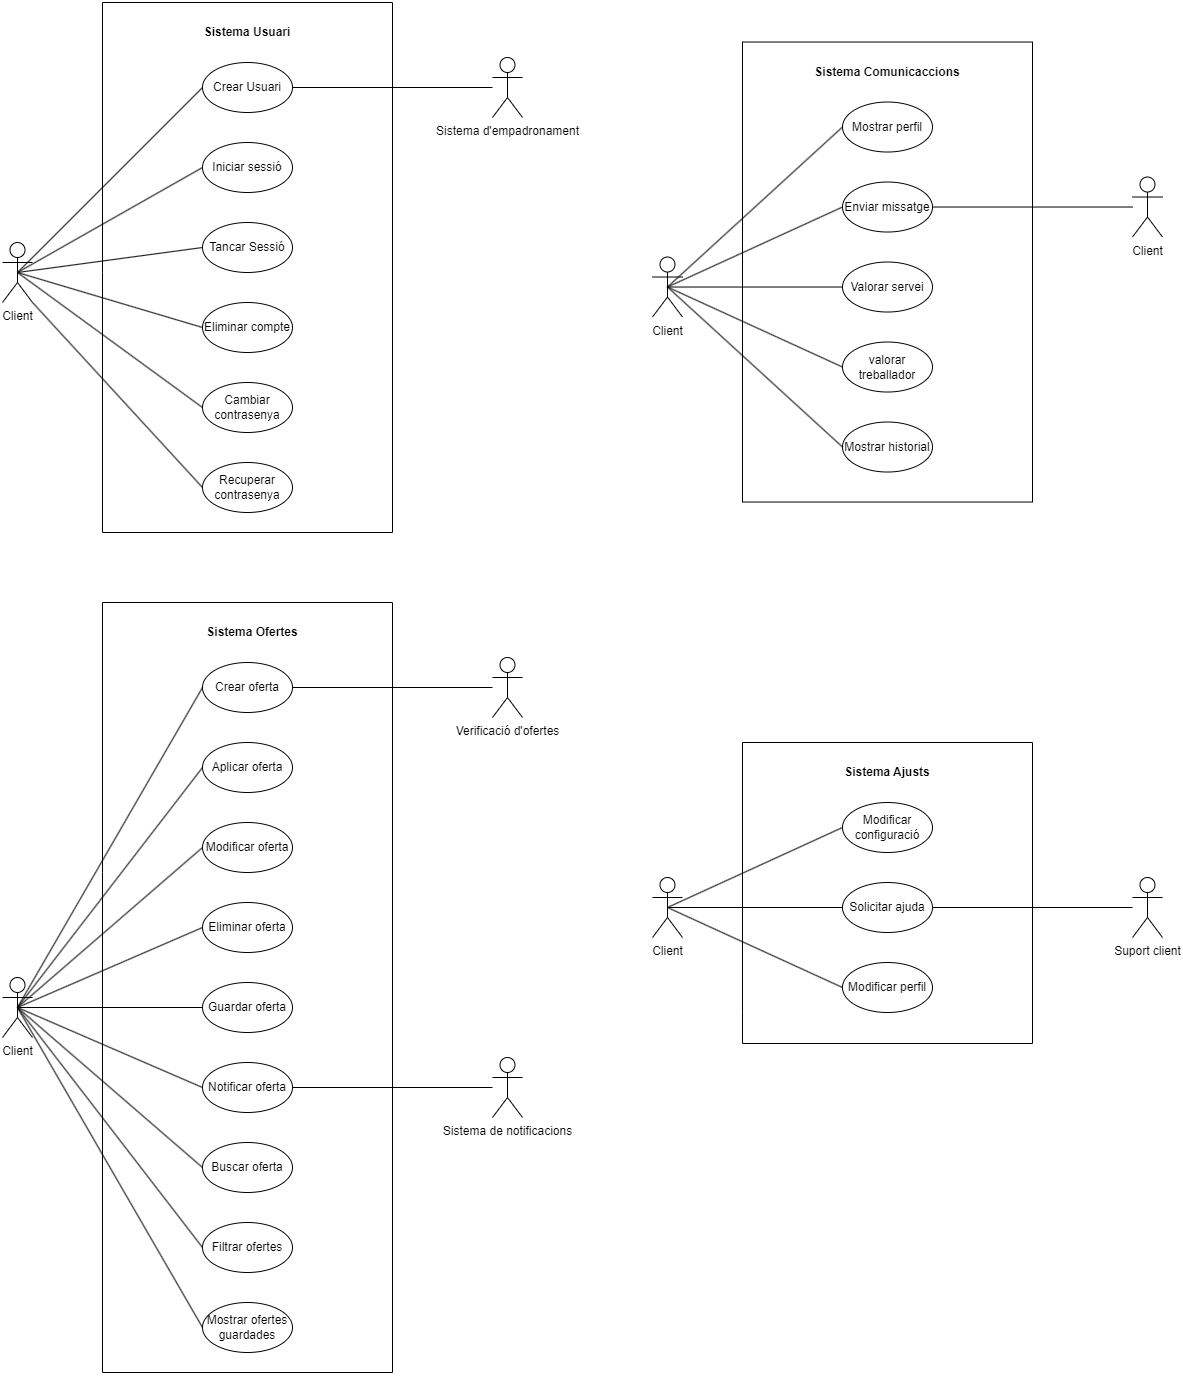 Sistema Usuari
Crear Usuari
Sistema d'empadronament
Iniciar sessió
Tancar Sessió
Client
Eliminar compte
Cambiar
contrasenya
Recuperar
contrasenya
Sistema Comunicaccions
Mostrar perfil
Enviar missatge
Client
Valorar servei
Client
valorar
treballador
Mostrar historial
Sistema Ofertes
Crear oferta
Verificació d'ofertes
Aplicar oferta
Modificar oferta
Eliminar oferta
Guardar oferta
Client
Notificar oferta
Sistema de notificacions
Buscar oferta
Filtrar ofertes
Mostrar ofertes
guardades
Sistema Ajusts
Modificar
configuració
Solicitar ajuda
Client
Suport client
Modificar perfil